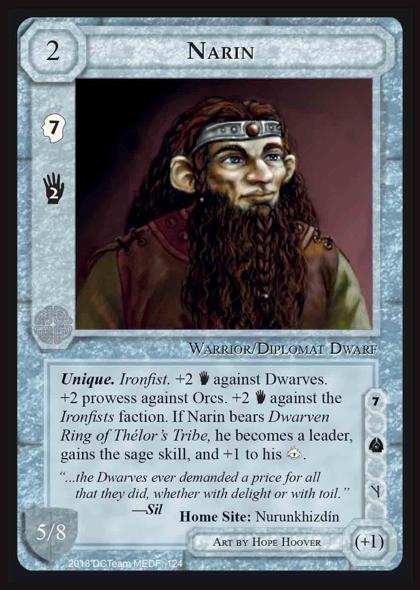 2
NARIN
7
2
WARRIOR/DIPLOMAT DWARF
Unique. Ironfist. +2 against Dwarves.
+2 prowess against Orcs. +2 against the
Ironfists faction. If Narin bears Dwarven
Ring of Thélor's Tribe, he becomes a leader,
gains the sage skill, and +1 to his .
7
“...the Dwarves ever demanded a price for all
that they did, whether with delight or with toil.”
—Sil
Home Site: Nurunkhizdín
5/8
ART BY HOPE HOOVER
(+1)
2018 DCTeam MEDF 124